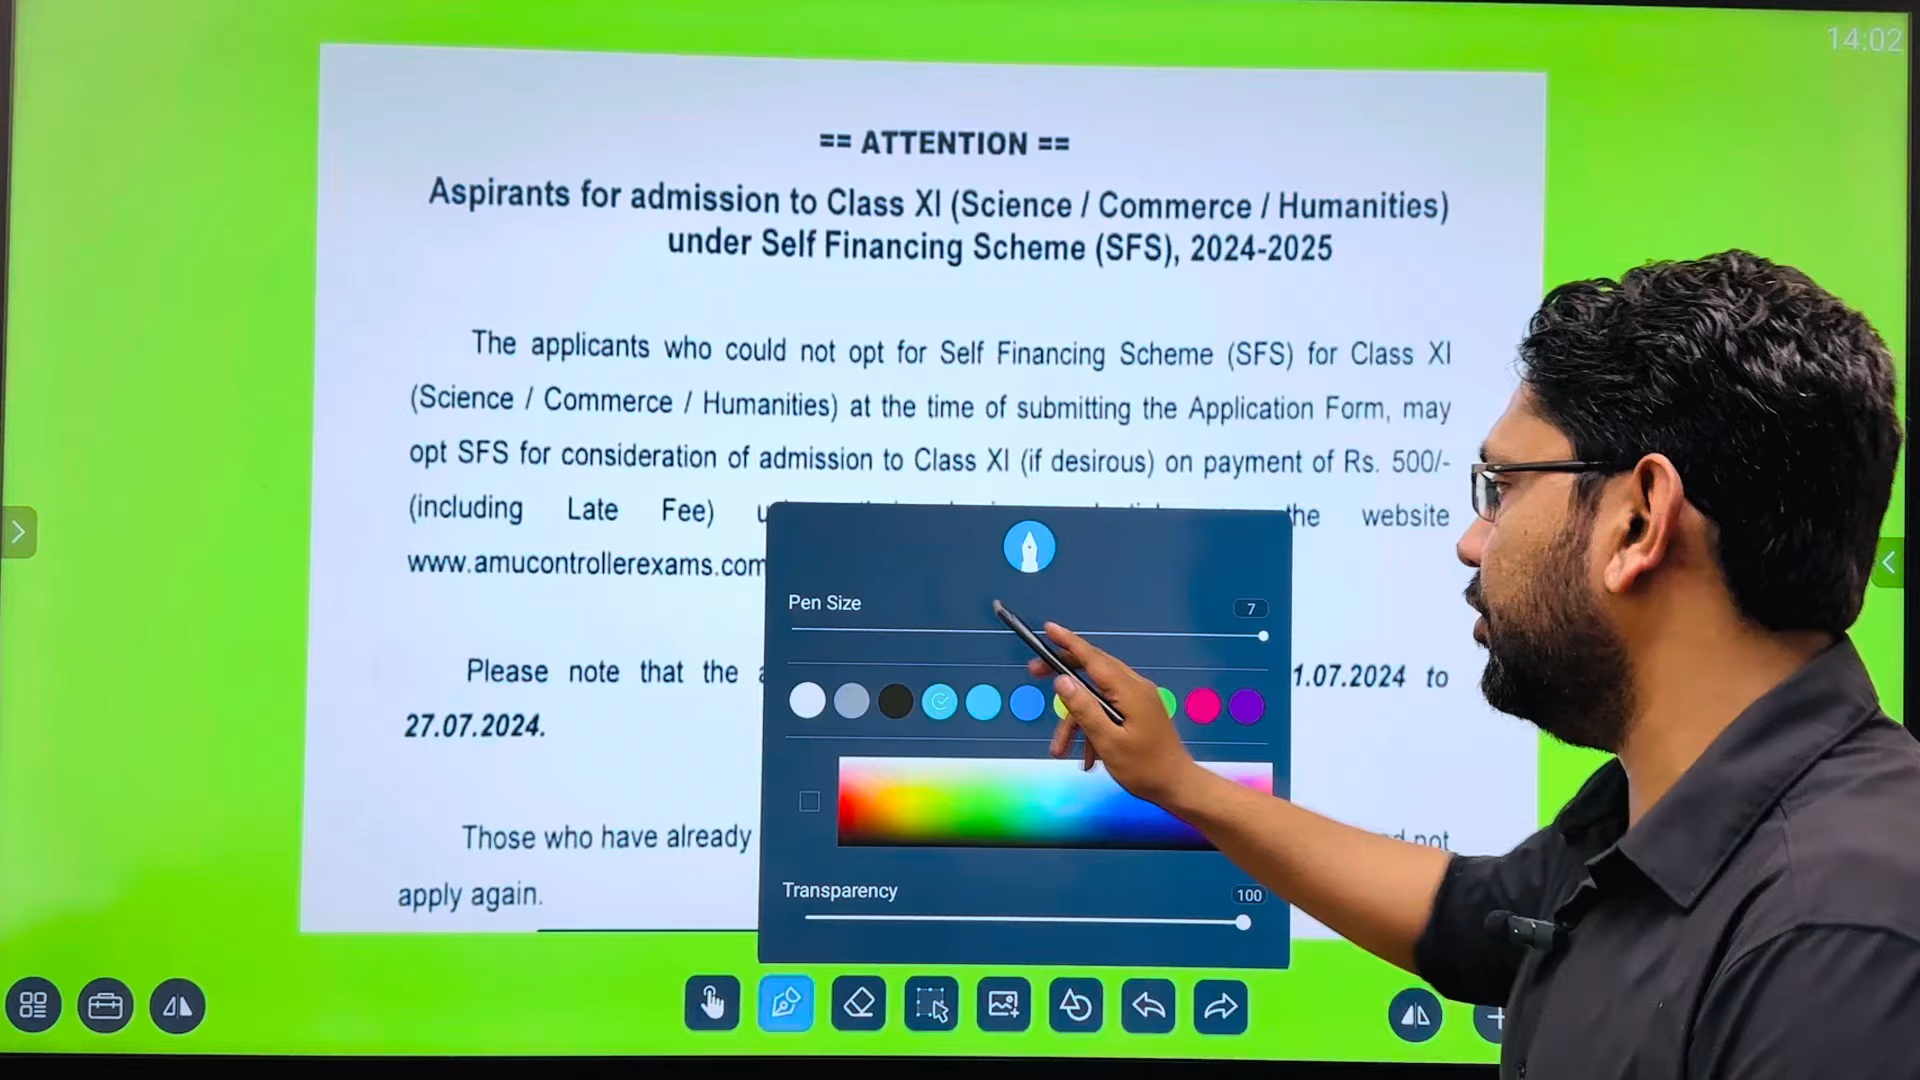 14:02
== ATTENTION ==
Aspirants for admission to Class XI (Science / Commerce / Humanities)
under Self Financing Scheme (SFS), 2024-2025
The applicants who could not opt for Self Financing Scheme (SFS) for Class XI
(Science / Commerce / Humanities) at the time of submitting the Application Form, may
opt SFS for consideration of admission to Class XI (if desirous) on payment of Rs. 500/-
(including Late Fee) the website
www.amucontrollerexams.com
Pen Size 7
Please note that the 1.07.2024 to
27.07.2024.
Those who have already not
apply again.
Transparency 100